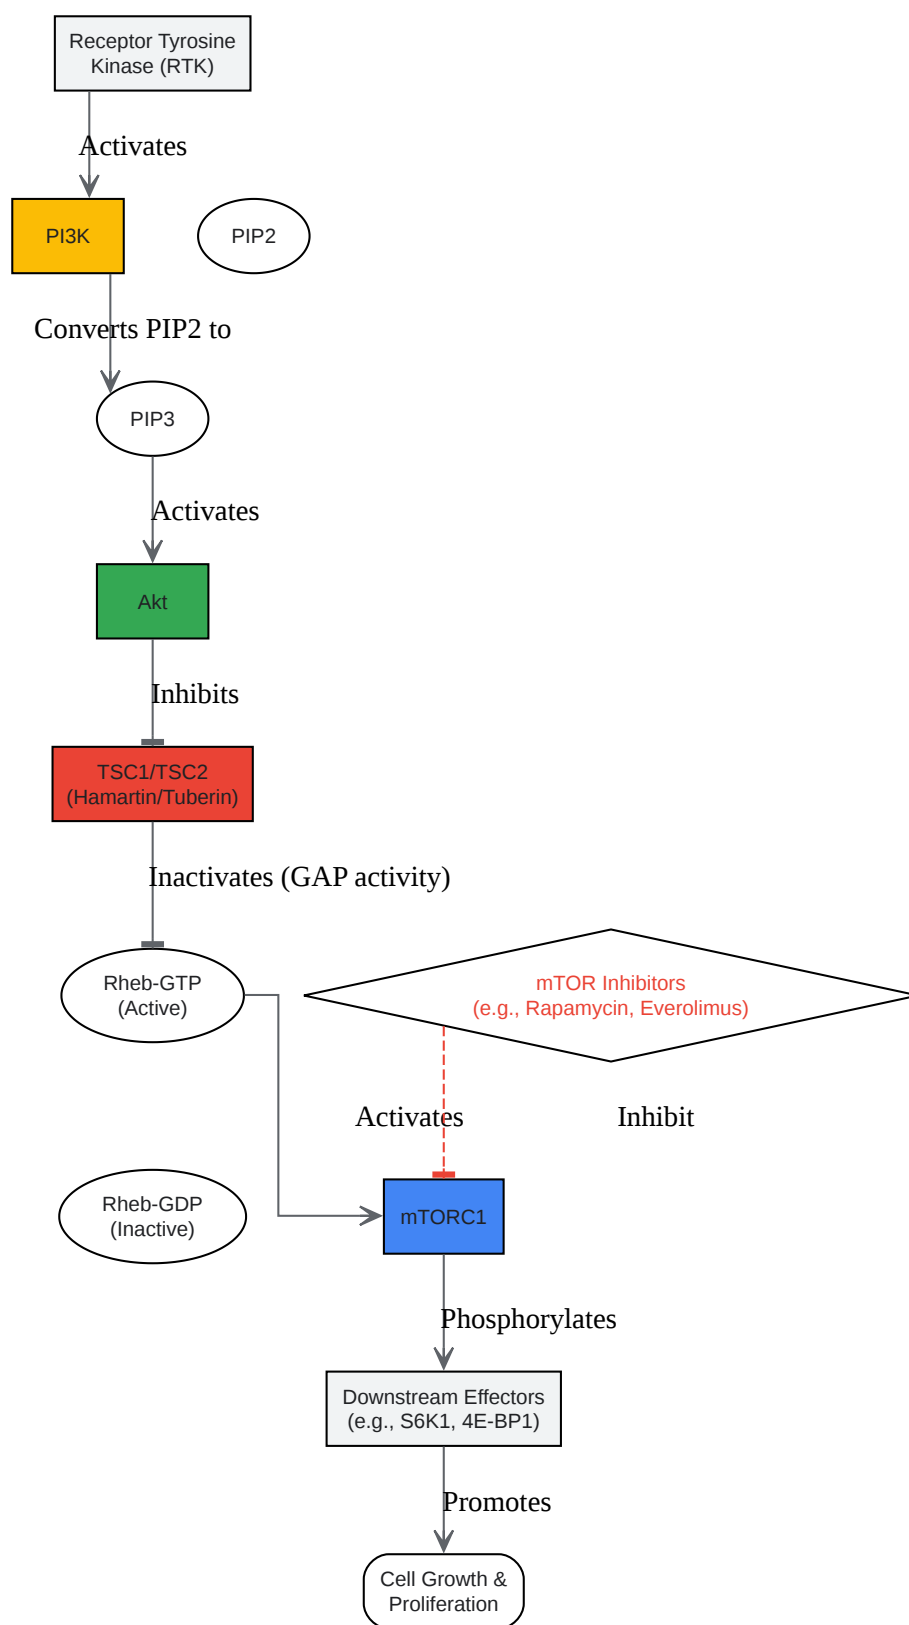 Receptor Tyrosine
Kinase (RTK)
Activates
PI3K
PIP2
Converts PIP2 to
PIP3
Activates
Akt
Inhibits
TSC1/TSC2
(Hamartin/Tuberin)
Inactivates (GAP activity)
Rheb-GTP
(Active)
mTOR Inhibitors
(e.g., Rapamycin, Everolimus)
Activates
Inhibit
Rheb-GDP
(Inactive)
mTORC1
Phosphorylates
Downstream Effectors
(e.g., S6K1, 4E-BP1)
Promotes
Cell Growth &
Proliferation